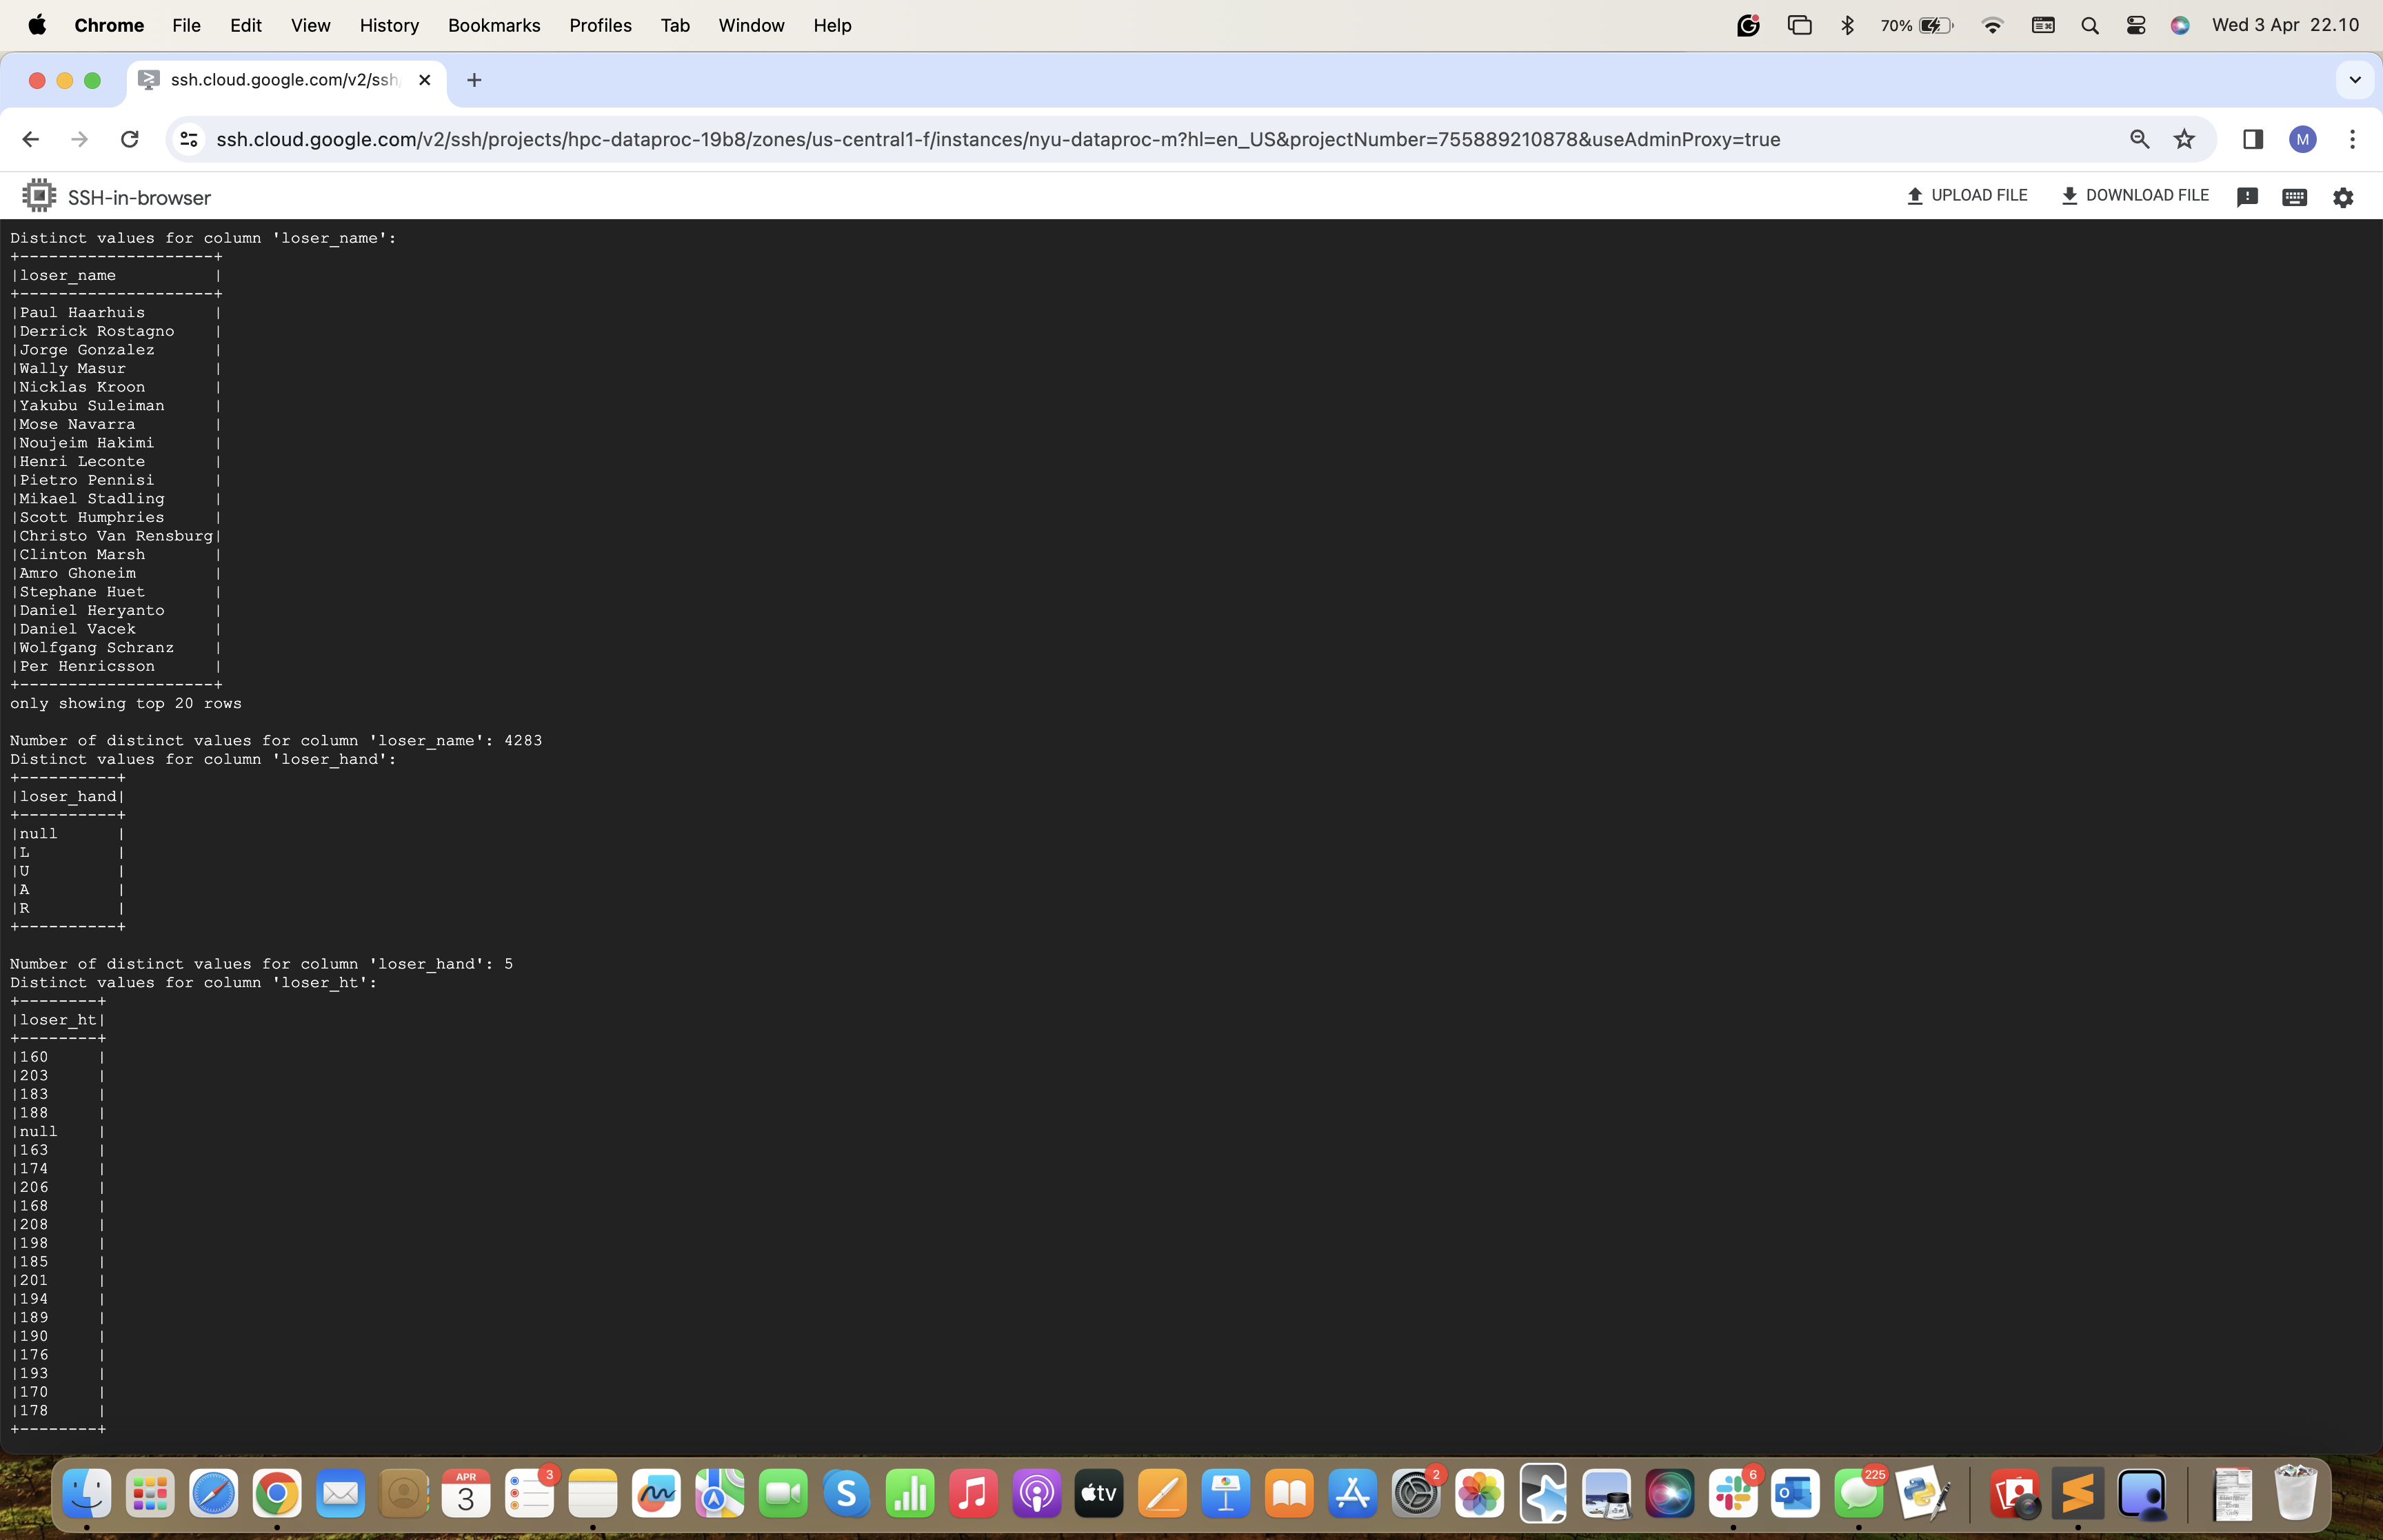 Chrome File Edit View History Bookmarks Profiles Tab Window Help 70% Wed 3 Apr 22.10
ssh.cloud.google.com/v2/ssh
ssh.cloud.google.com/v2/ssh/projects/hpc-dataproc-19b8/zones/us-central1-f/instances/nyu-dataproc-m?hl=en_US&projectNumber=755889210878&useAdminProxy=true M
SSH-in-browser UPLOAD FILE DOWNLOAD FILE
Distinct values for column 'loser_name':
+--------------------+
|loser_name          |
+--------------------+
|Paul Haarhuis       |
|Derrick Rostagno    |
|Jorge Gonzalez      |
|Wally Masur         |
|Nicklas Kroon       |
|Yakubu Suleiman     |
|Mose Navarra        |
|Noujeim Hakimi      |
|Henri Leconte       |
|Pietro Pennisi      |
|Mikael Stadling     |
|Scott Humphries     |
|Christo Van Rensburg|
|Clinton Marsh       |
|Amro Ghoneim        |
|Stephane Huet       |
|Daniel Heryanto     |
|Daniel Vacek        |
|Wolfgang Schranz    |
|Per Henricsson      |
+--------------------+
only showing top 20 rows
Number of distinct values for column 'loser_name': 4283
Distinct values for column 'loser_hand':
+----------+
|loser_hand|
+----------+
|null      |
|L         |
|U         |
|A         |
|R         |
+----------+
Number of distinct values for column 'loser_hand': 5
Distinct values for column 'loser_ht':
+--------+
|loser_ht|
+--------+
|160     |
|203     |
|183     |
|188     |
|null    |
|163     |
|174     |
|206     |
|168     |
|208     |
|198     |
|185     |
|201     |
|194     |
|189     |
|190     |
|176     |
|193     |
|170     |
|178     |
+--------+
APR 3 3 tv 2 6 225